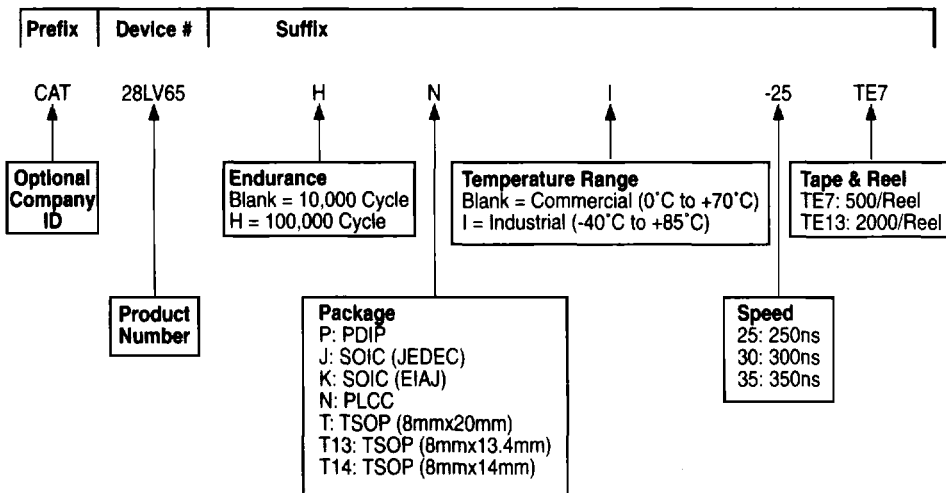 Prefix Device # Suffix
CAT 28LV65 H N I -25 TE7
Optional
Company
ID
Product
Number
Endurance
Blank = 10,000 Cycle
H = 100,000 Cycle
Package
P: PDIP
J: SOIC (JEDEC)
K: SOIC (EIAJ)
N: PLCC
T: TSOP (8mmx20mm)
T13: TSOP (8mmx13.4mm)
T14: TSOP (8mmx14mm)
Temperature Range
Blank = Commercial (0˚C to +70˚C)
I = Industrial (-40˚C to +85˚C)
Speed
25: 250ns
30: 300ns
35: 350ns
Tape & Reel
TE7: 500/Reel
TE13: 2000/Reel